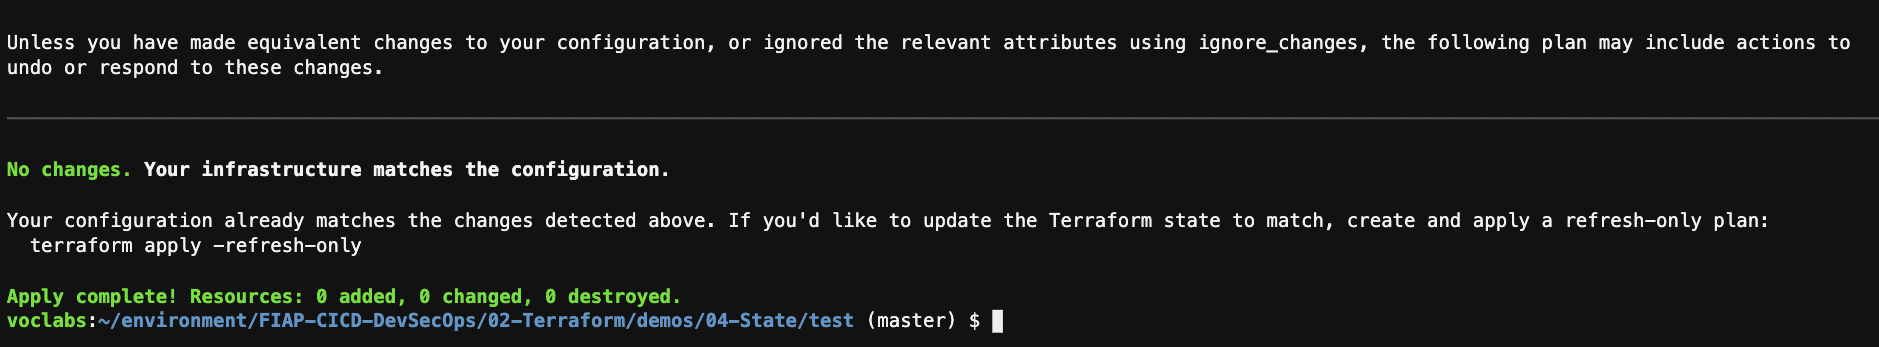 Unless you have made equivalent changes to your configuration, or ignored the relevant attributes using ignore_changes, the following plan may include actions to
undo or respond to these changes.
No changes. Your infrastructure matches the configuration.
Your configuration already matches the changes detected above. If you'd like to update the Terraform state to match, create and apply a refresh-only plan:
  terraform apply -refresh-only
Apply complete! Resources: 0 added, 0 changed, 0 destroyed.
voclabs:~/environment/FIAP-CICD-DevSecOps/02-Terraform/demos/04-State/test (master) $